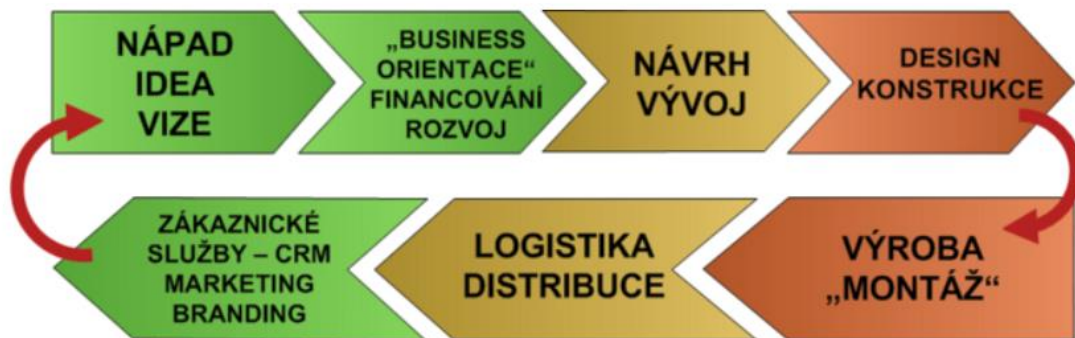 NÁPAD
IDEA
VIZE
„BUSINESS
ORIENTACE“
FINANCOVÁNÍ
ROZVOJ
NÁVRH
VÝVOJ
DESIGN
KONSTRUKCE
ZÁKAZNICKÉ
SLUŽBY – CRM
MARKETING
BRANDING
LOGISTIKA
DISTRIBUCE
VÝROBA
„MONTÁŽ“